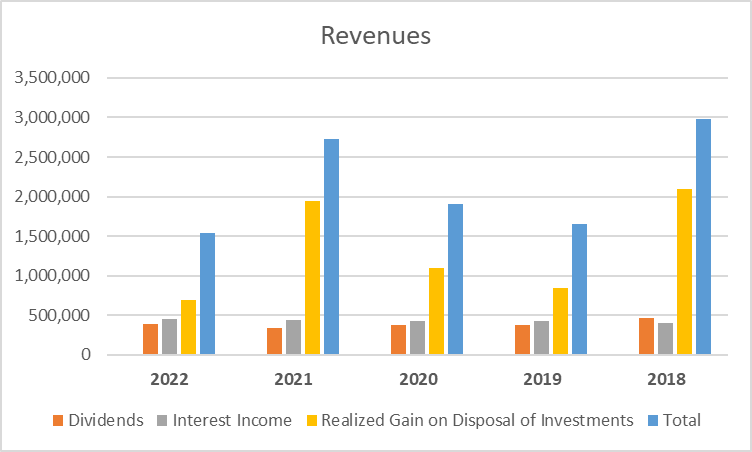 Revenues
3,500,000
3,000,000
2,500,000
2,000,000
1,500,000
1,000,000
500,000
0
2022 2021 2020 2019 2018
Dividends Interest Income Realized Gain on Disposal of Investments Total